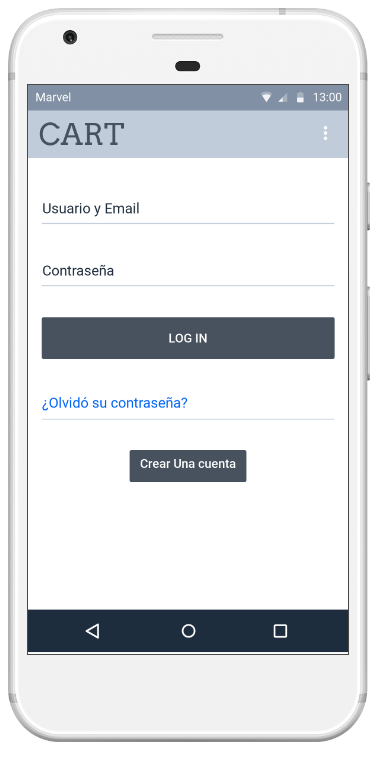 Marvel 13:00
CART
Usuario y Email
Contraseña
LOG IN
¿Olvidó su contraseña?
Crear Una cuenta